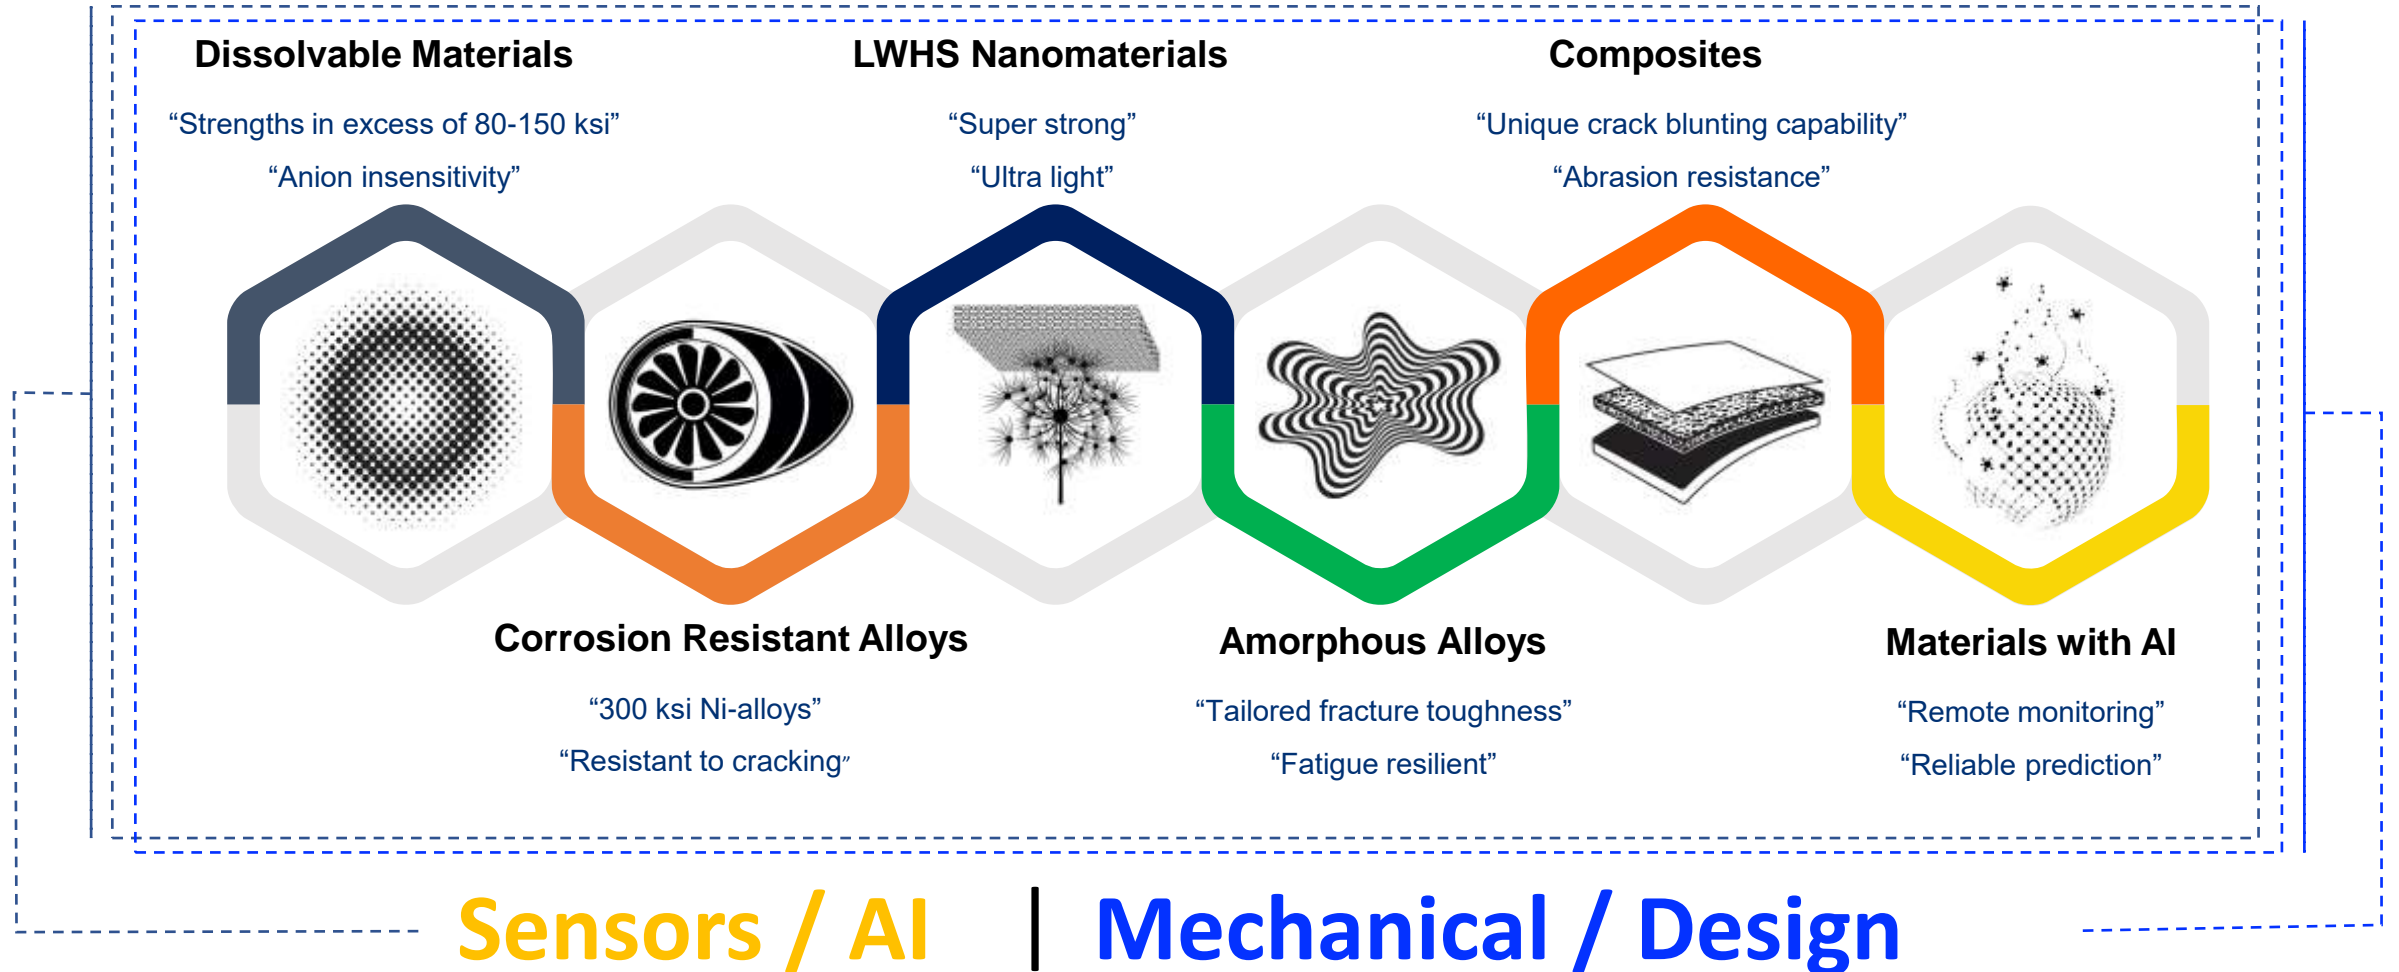 Dissolvable Materials
“Strengths in excess of 80-150 ksi”
“Anion insensitivity”
LWHS Nanomaterials
“Super strong”
“Ultra light”
Composites
“Unique crack blunting capability”
“Abrasion resistance”
Corrosion Resistant Alloys
“300 ksi Ni-alloys”
“Resistant to cracking”
Amorphous Alloys
“Tailored fracture toughness”
“Fatigue resilient”
Materials with AI
“Remote monitoring”
“Reliable prediction”
Sensors / AI | Mechanical / Design